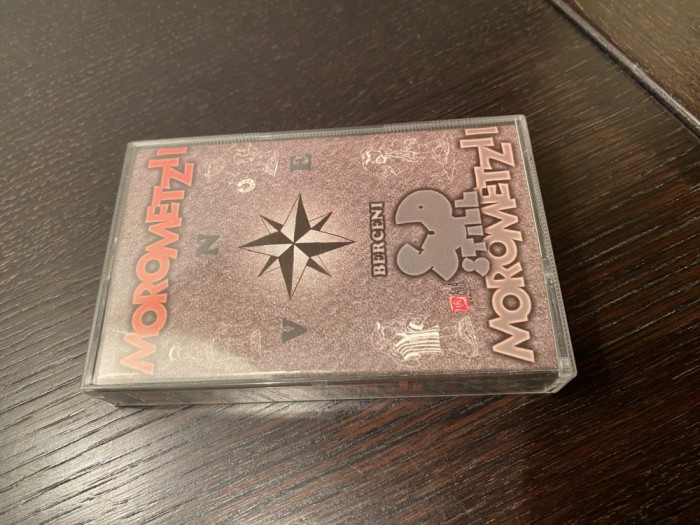 MOROMETZII
N
V E
BERCENI
STILL
MOROMETZII